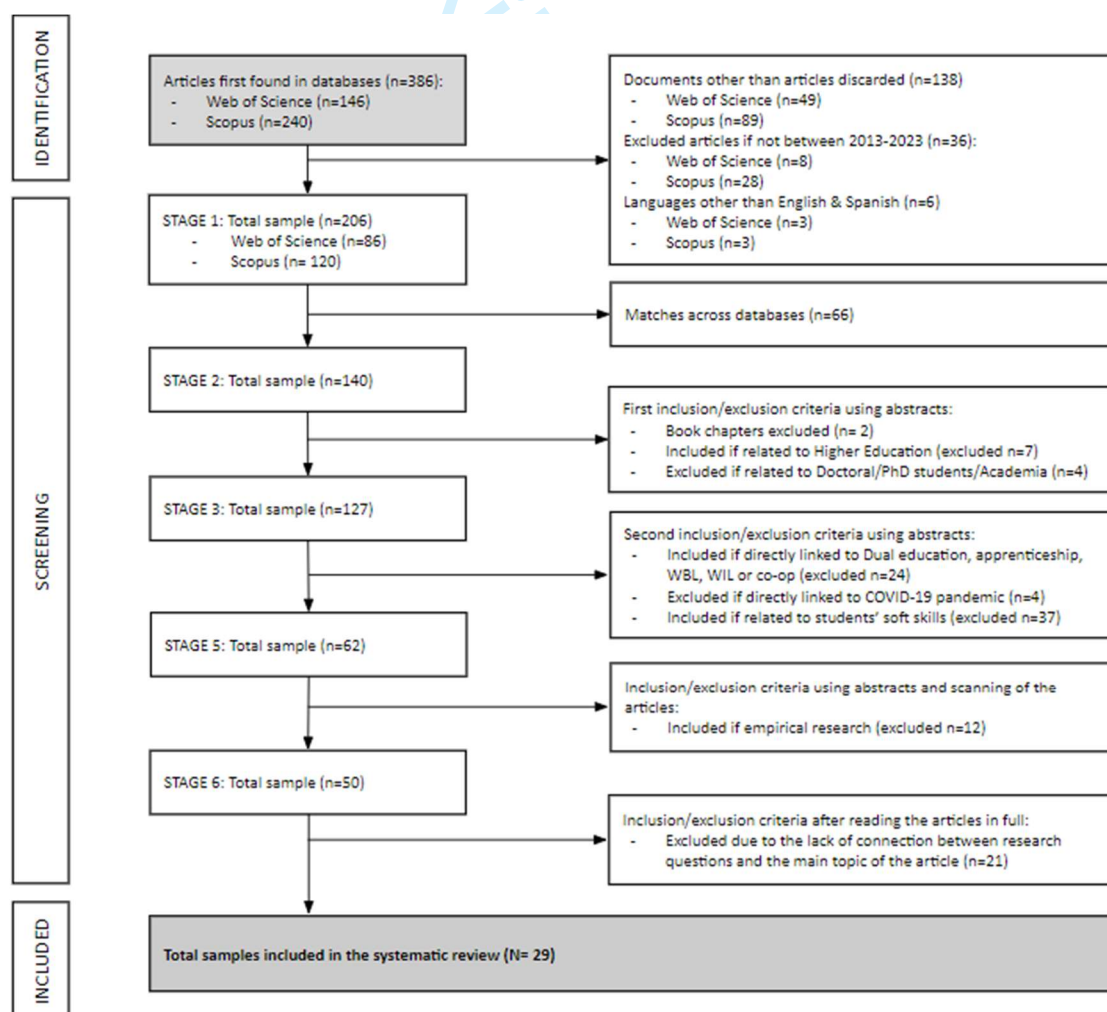 IDENTIFICATION
Articles first found in databases (n=386):
- Web of Science (n=146)
- Scopus (n=240)
Documents other than articles discarded (n=138)
- Web of Science (n=49)
- Scopus (n=89)
Excluded articles if not between 2013-2023 (n=36):
- Web of Science (n=8)
- Scopus (n=28)
Languages other than English & Spanish (n=6)
- Web of Science (n=3)
- Scopus (n=3)
SCREENING
STAGE 1: Total sample (n=206)
- Web of Science (n=86)
- Scopus (n= 120)
Matches across databases (n=66)
STAGE 2: Total sample (n=140)
First inclusion/exclusion criteria using abstracts:
- Book chapters excluded (n= 2)
- Included if related to Higher Education (excluded n=7)
- Excluded if related to Doctoral/PhD students/Academia (n=4)
STAGE 3: Total sample (n=127)
Second inclusion/exclusion criteria using abstracts:
- Included if directly linked to Dual education, apprenticeship,
WBL, WIL or co-op (excluded n=24)
- Excluded if directly linked to COVID-19 pandemic (n=4)
- Included if related to students' soft skills (excluded n=37)
STAGE 5: Total sample (n=62)
Inclusion/exclusion criteria using abstracts and scanning of the
articles:
- Included if empirical research (excluded n=12)
STAGE 6: Total sample (n=50)
Inclusion/exclusion criteria after reading the articles in full:
- Excluded due to the lack of connection between research
questions and the main topic of the article (n=21)
INCLUDED
Total samples included in the systematic review (N= 29)